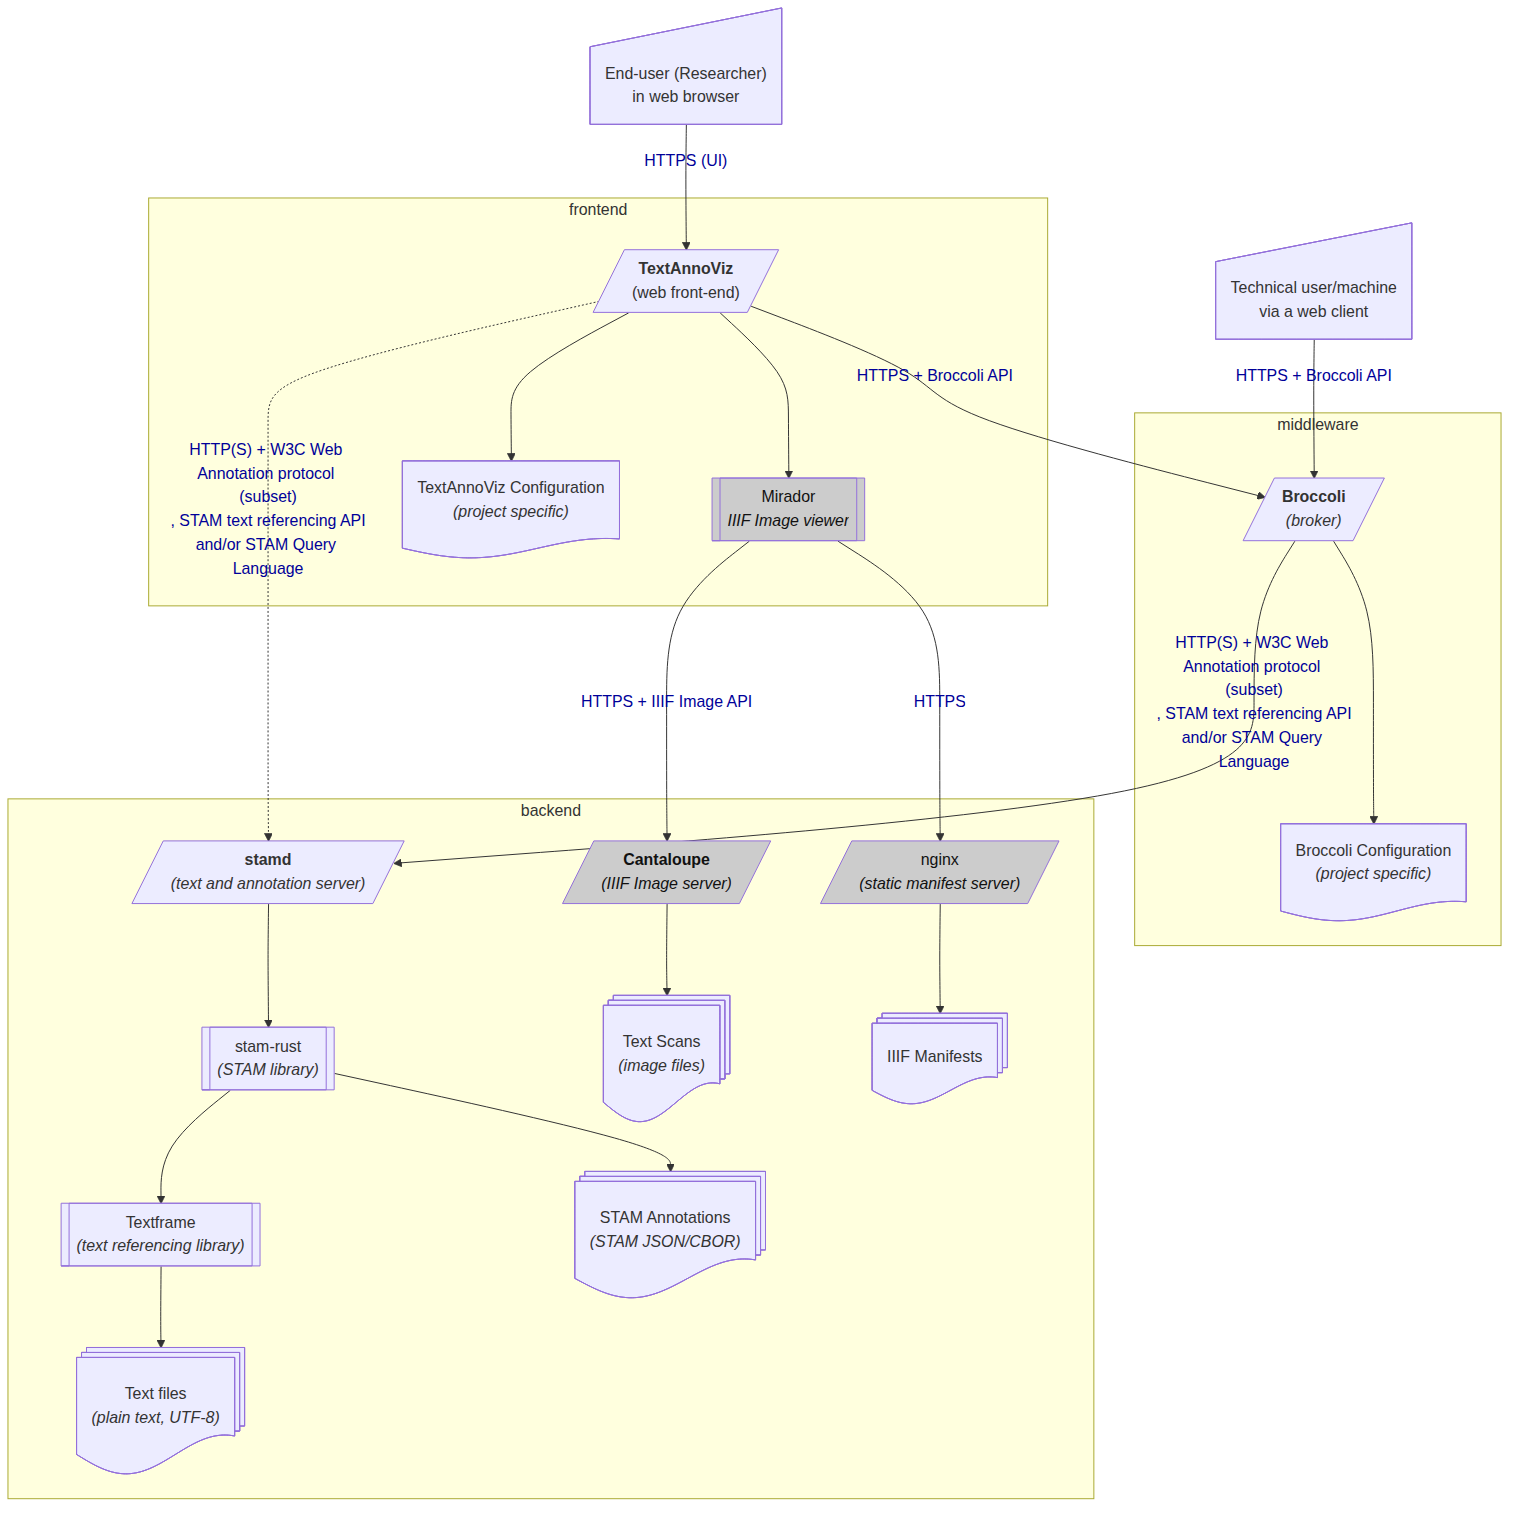 End-user (Researcher)
in web browser
HTTPS (UI)
frontend
TextAnnoViz
(web front-end)
Technical user/machine
via a web client
HTTPS + Broccoli API
HTTPS + Broccoli API
middleware
HTTP(S) + W3C Web
Annotation protocol
(subset)
, STAM text referencing API
and/or STAM Query
Language
TextAnnoViz Configuration
(project specific)
Mirador
IIIF Image viewer
Broccoli
(broker)
HTTPS + IIIF Image API
HTTPS
HTTP(S) + W3C Web
Annotation protocol
(subset)
, STAM text referencing API
and/or STAM Query
Language
backend
stamd
(text and annotation server)
Cantaloupe
(IIIF Image server)
nginx
(static manifest server)
Broccoli Configuration
(project specific)
stam-rust
(STAM library)
Text Scans
(image files)
IIIF Manifests
Textframe
(text referencing library)
STAM Annotations
(STAM JSON/CBOR)
Text files
(plain text, UTF-8)